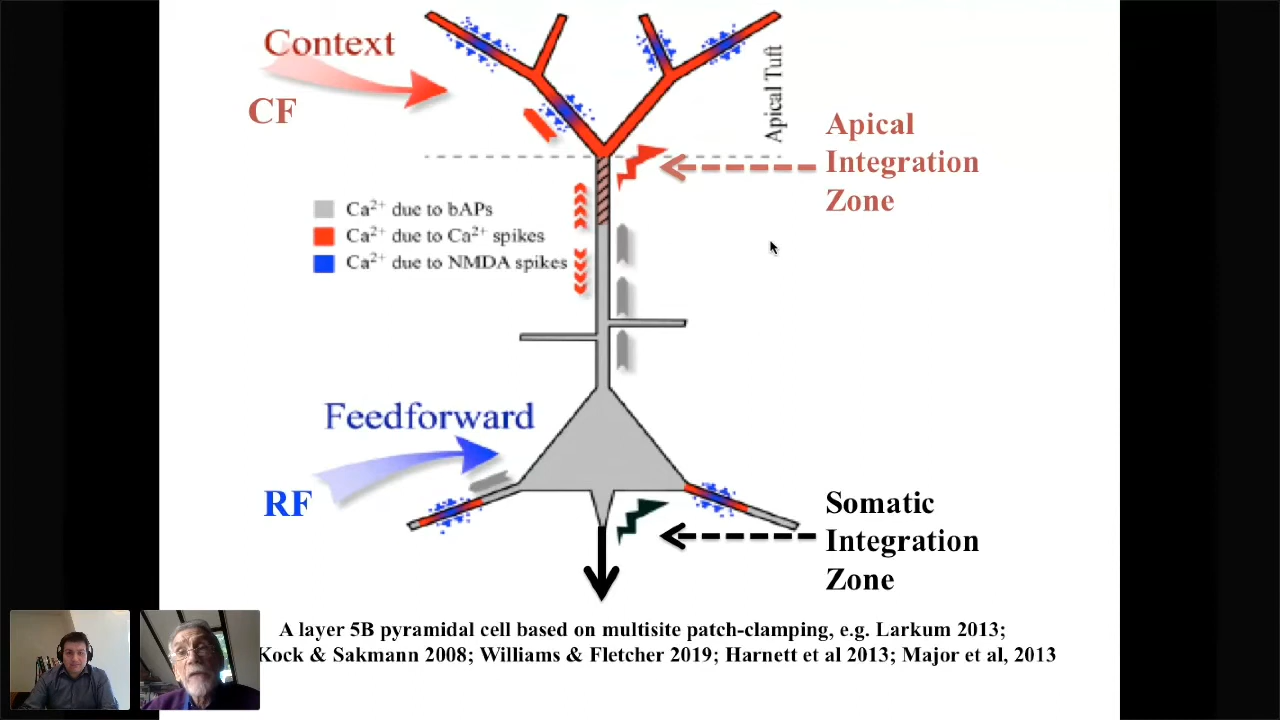 Context
CF
Apical Tuft
Apical
Integration
Zone
Ca²⁺ due to bAPs
Ca²⁺ due to Ca²⁺ spikes
Ca²⁺ due to NMDA spikes
Feedforward
RF
Somatic
Integration
Zone
A layer 5B pyramidal cell based on multisite patch-clamping, e.g. Larkum 2013;
Kock & Sakmann 2008; Williams & Fletcher 2019; Harnett et al 2013; Major et al, 2013